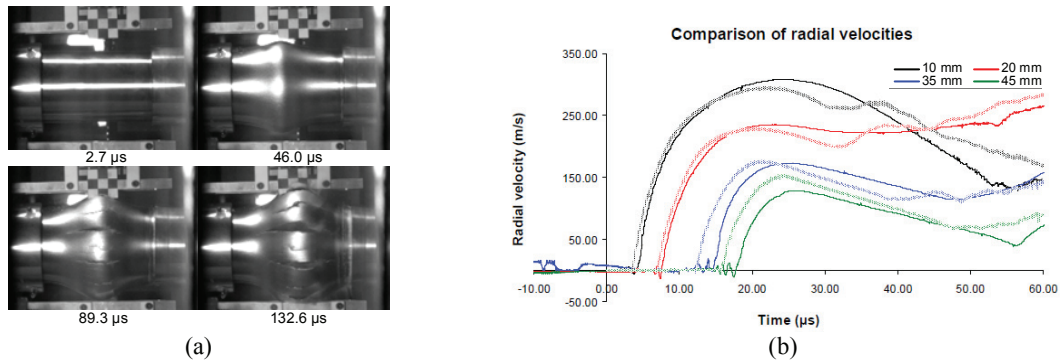 2.7 µs
46.0 µs
89.3 µs
132.6 µs
(a)
Comparison of radial velocities
10 mm
20 mm
35 mm
45 mm
Radial velocity (m/s)
350.00
250.00
150.00
50.00
-50.00
-10.00
0.00
10.00
20.00
30.00
40.00
50.00
60.00
Time (µs)
(b)